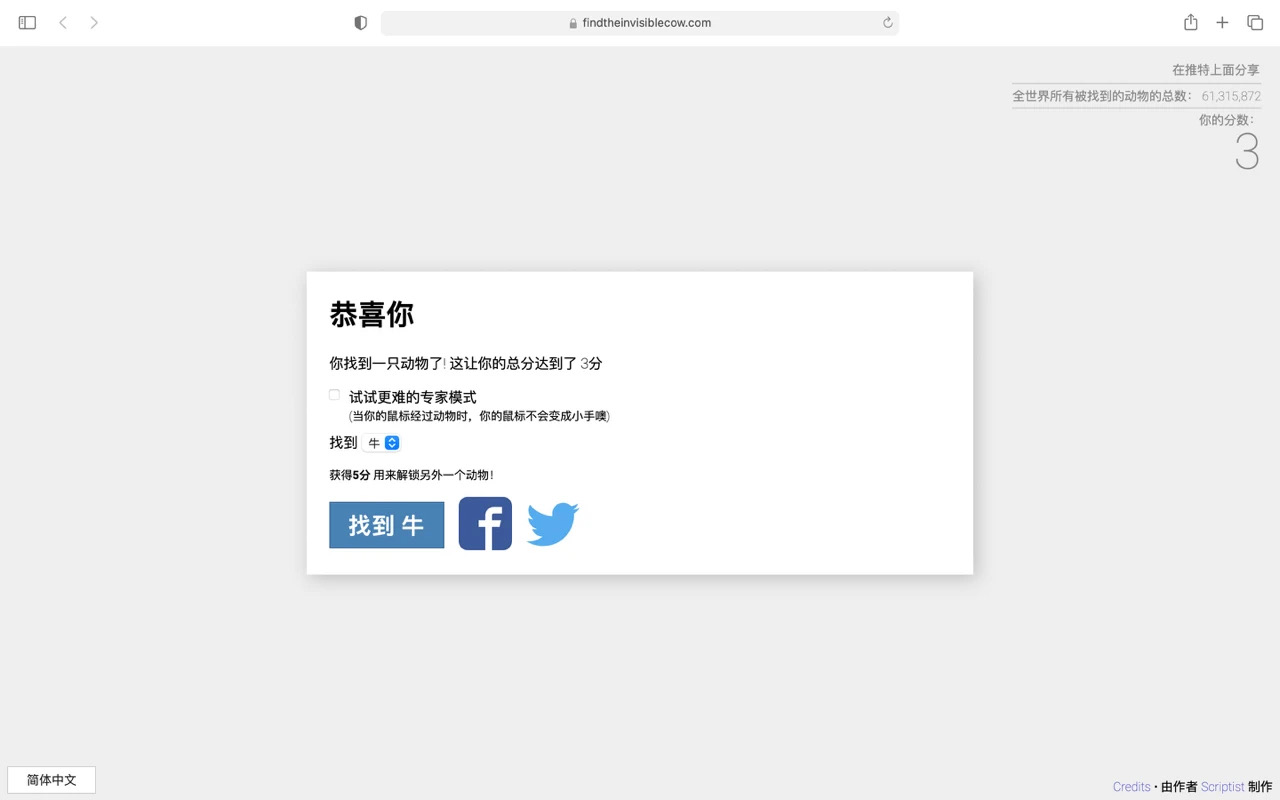 findtheinvisiblecow.com
在推特上面分享
全世界所有被找到的动物的总数： 61,315,872
你的分数：
3
恭喜你
你找到一只动物了! 这让你的总分达到了 3分
试试更难的专家模式
(当你的鼠标经过动物时，你的鼠标不会变成小手噢)
找到 牛
获得5分 用来解锁另外一个动物！
找到 牛
简体中文
Credits • 由作者 Scriptist 制作